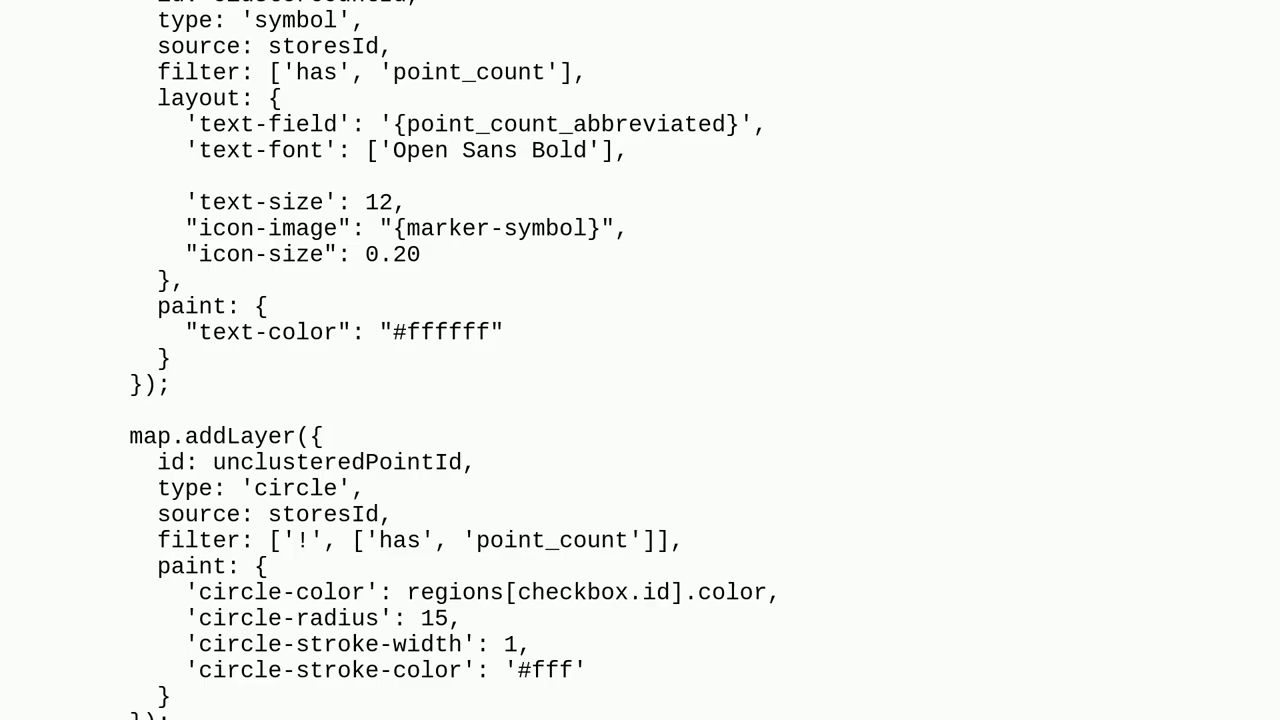 type: 'symbol',
source: storesId,
filter: ['has', 'point_count'],
layout: {
'text-field': '{point_count_abbreviated}',
'text-font': ['Open Sans Bold'],
'text-size': 12,
"icon-image": "{marker-symbol}",
"icon-size": 0.20
},
paint: {
"text-color": "#ffffff"
}
});
map.addLayer({
id: unclusteredPointId,
type: 'circle',
source: storesId,
filter: ['!', ['has', 'point_count']],
paint: {
'circle-color': regions[checkbox.id].color,
'circle-radius': 15,
'circle-stroke-width': 1,
'circle-stroke-color': '#fff'
}